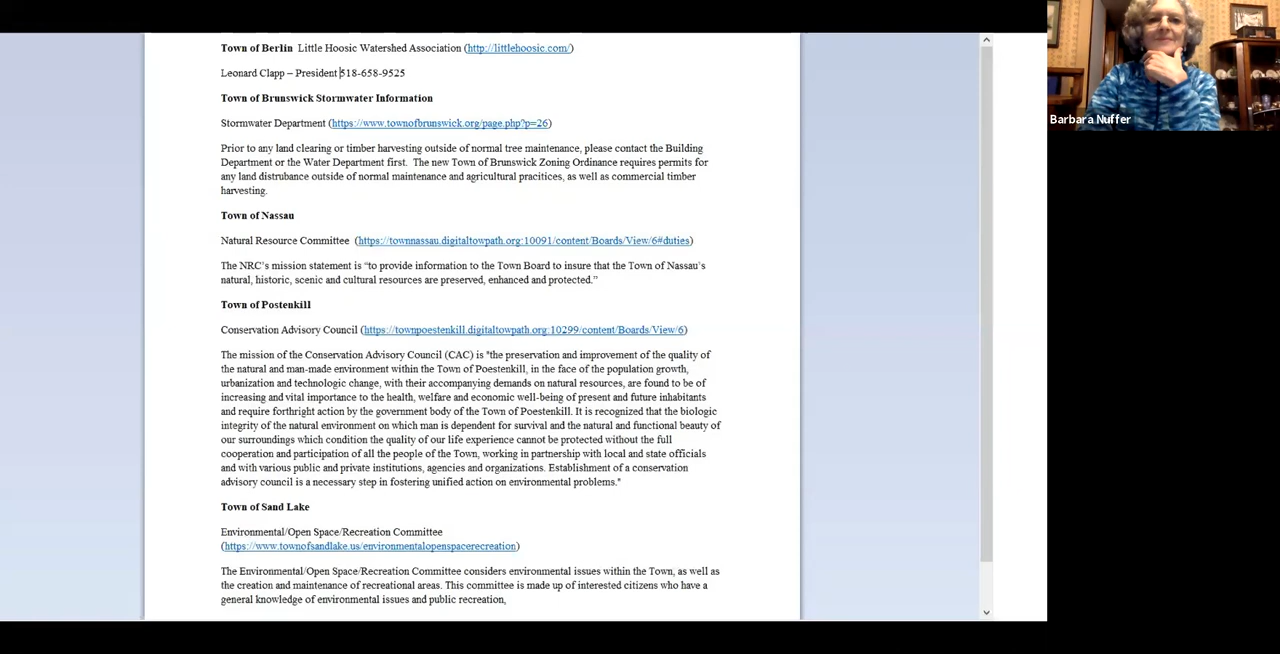 Town of Berlin  Little Hoosic Watershed Association (http://littlehoosic.com/)
Leonard Clapp – President 518-658-9525
Town of Brunswick Stormwater Information
Stormwater Department (https://www.townofbrunswick.org/page.php?p=26)
Prior to any land clearing or timber harvesting outside of normal tree maintenance, please contact the Building
Department or the Water Department first.  The new Town of Brunswick Zoning Ordinance requires permits for
any land distrubance outside of normal maintenance and agricultural pracitices, as well as commercial timber
harvesting.
Town of Nassau
Natural Resource Committee  (https://townnassau.digitaltowpath.org:10091/content/Boards/View/6#duties)
The NRC's mission statement is “to provide information to the Town Board to insure that the Town of Nassau's
natural, historic, scenic and cultural resources are preserved, enhanced and protected.”
Town of Postenkill
Conservation Advisory Council (https://townpoestenkill.digitaltowpath.org:10299/content/Boards/View/6)
The mission of the Conservation Advisory Council (CAC) is "the preservation and improvement of the quality of
the natural and man-made environment within the Town of Poestenkill, in the face of the population growth,
urbanization and technologic change, with their accompanying demands on natural resources, are found to be of
increasing and vital importance to the health, welfare and economic well-being of present and future inhabitants
and require forthright action by the government body of the Town of Poestenkill. It is recognized that the biologic
integrity of the natural environment on which man is dependent for survival and the natural and functional beauty of
our surroundings which condition the quality of our life experience cannot be protected without the full
cooperation and participation of all the people of the Town, working in partnership with local and state officials
and with various public and private institutions, agencies and organizations. Establishment of a conservation
advisory council is a necessary step in fostering unified action on environmental problems."
Town of Sand Lake
Environmental/Open Space/Recreation Committee
(https://www.townofsandlake.us/environmentalopenspacerecreation)
The Environmental/Open Space/Recreation Committee considers environmental issues within the Town, as well as
the creation and maintenance of recreational areas. This committee is made up of interested citizens who have a
general knowledge of environmental issues and public recreation,
Barbara Nuffer